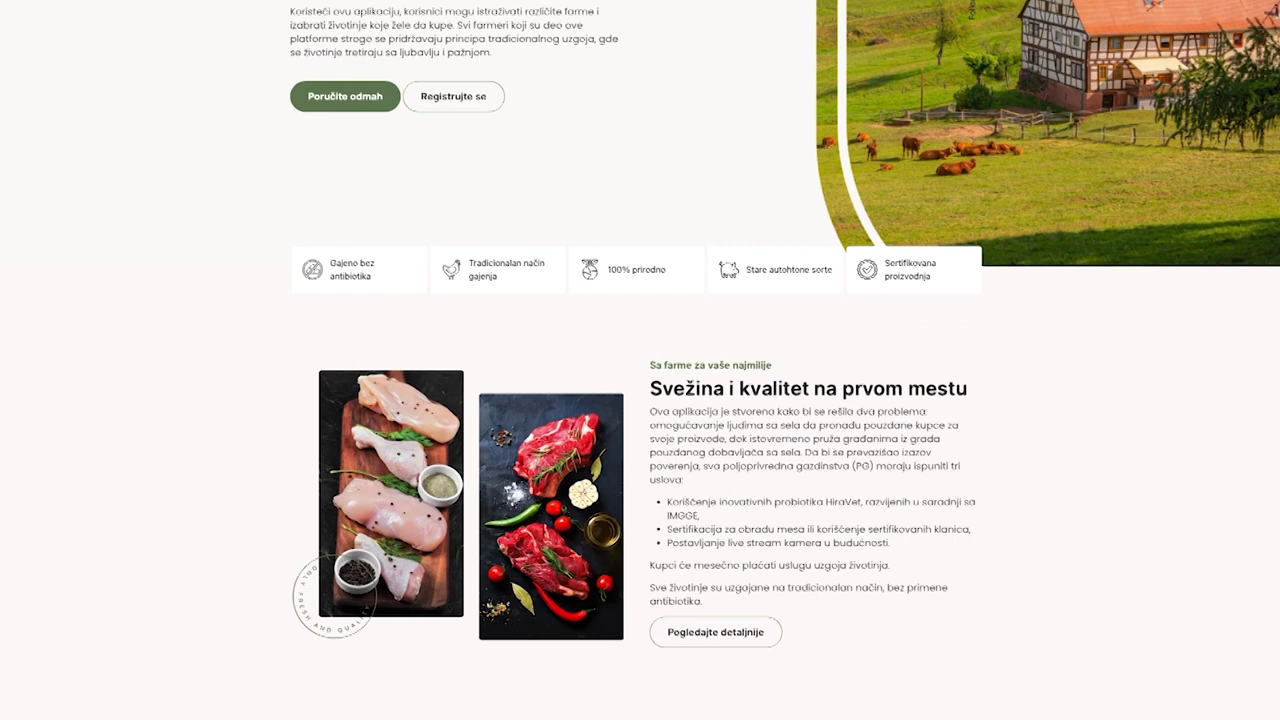 Koristeći ovu aplikaciju, korisnici mogu istraživati različite farme i
izabrati životinje koje žele da kupe. Svi farmeri koji su deo ove
platforme strogo se pridržavaju principa tradicionalnog uzgoja, gde
se životinje tretiraju sa ljubavlju i pažnjom.
Poručite odmah
Registrujte se
Gajeno bez
antibiotika
Tradicionalan način
gajenja
100% prirodno
Stare autohtone sorte
Sertifikovana
proizvodnja
Sa farme za vaše najmilije
Svežina i kvalitet na prvom mestu
Ova aplikacija je stvorena kako bi se rešila dva problema:
omogućavanje ljudima sa sela da pronađu pouzdane kupce za
svoje proizvode, dok istovremeno pruža građanima iz grada
pouzdanog dobavljača sa sela. Da bi se prevazišao izazov
poverenja, sva poljoprivredna gazdinstva (PG) moraju ispuniti tri
uslova:
• Korišćenje inovativnih probiotika HiraVet, razvijenih u saradnji sa
IMGGE,
• Sertifikacija za obradu mesa ili korišćenje sertifikovanih klanica,
• Postavljanje live stream kamera u budućnosti.
Kupci će mesečno plaćati uslugu uzgoja životinja.
Sve životinje su uzgajane na tradicionalan način, bez primene
antibiotika.
Pogledajte detaljnije
ONLY FRESH AND QUALITY